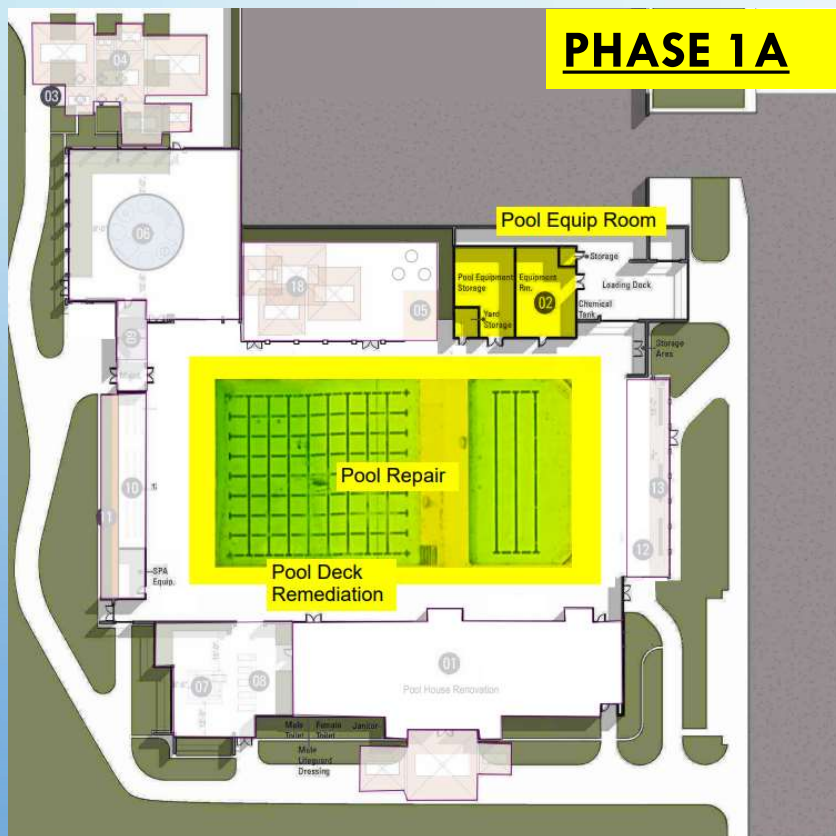 PHASE 1A
04
03
06
Pool Equip Room
18
05
Pool Equipment
Storage
Equipment
Rm.
02
Storage
Loading Dock
Chemical
Tank
Yard
Storage
Storage
Area
Pool Repair
10
11
13
12
SPA
Equip.
Pool Deck
Remediation
01
Pool House Renovation
07
08
Male
Toilet
Female
Toilet
Janitor
Male
Lifeguard
Dressing